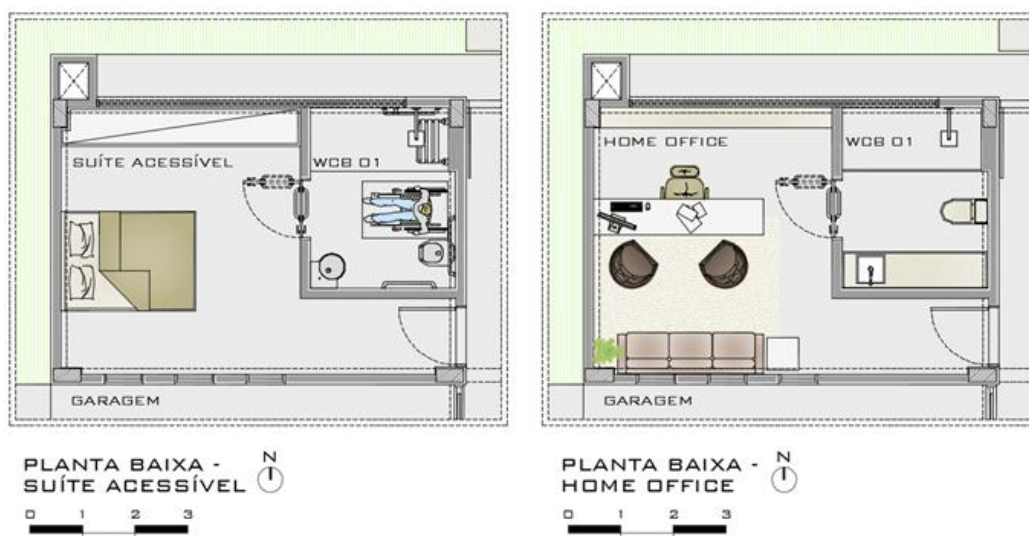 SUÍTE ACESSÍVEL
WCB 01
GARAGEM
PLANTA BAIXA -
SUÍTE ACESSÍVEL
N
0 1 2 3
HOME OFFICE
WCB 01
GARAGEM
PLANTA BAIXA -
HOME OFFICE
N
0 1 2 3